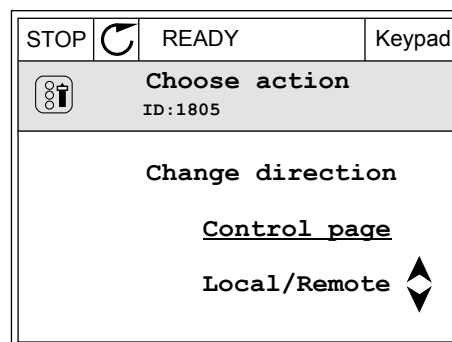 STOP READY Keypad
Choose action
ID:1805
Change direction
Control page
Local/Remote